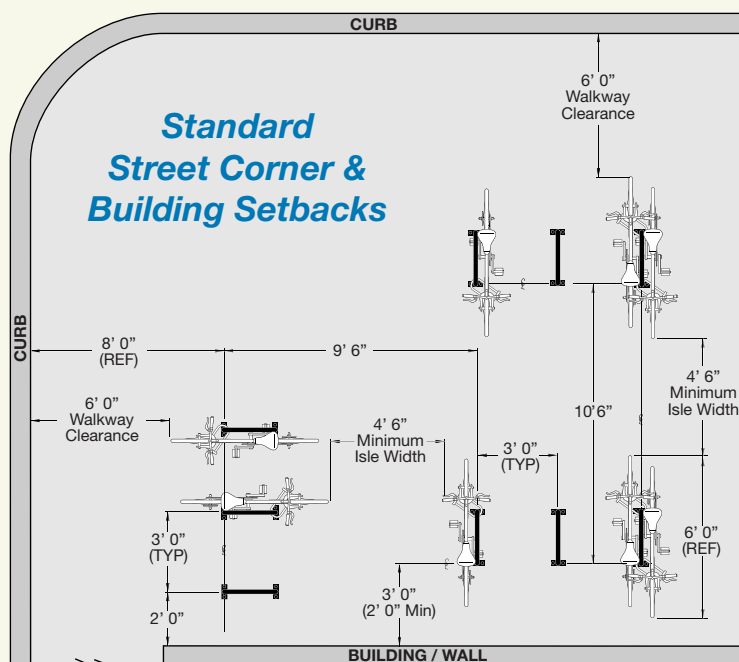 CURB
6’ 0”
Walkway
Clearance
Standard
Street Corner &
Building Setbacks
CURB
8’ 0”
(REF)
9’ 6”
4’ 6”
Minimum
Isle Width
6’ 0”
Walkway
Clearance
4’ 6”
Minimum
Isle Width
10’6”
3’ 0”
(TYP)
3’ 0”
(TYP)
6’ 0”
(REF)
2’ 0”
3’ 0”
(2’ 0” Min)
BUILDING / WALL